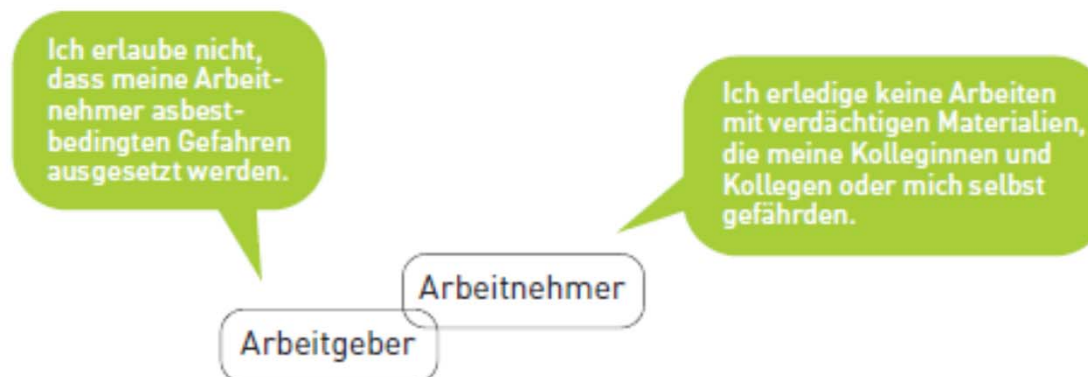 Ich erlaube nicht,
dass meine Arbeit-
nehmer asbest-
bedingten Gefahren
ausgesetzt werden.
Ich erledige keine Arbeiten
mit verdächtigen Materialien,
die meine Kolleginnen und
Kollegen oder mich selbst
gefährden.
Arbeitnehmer
Arbeitgeber